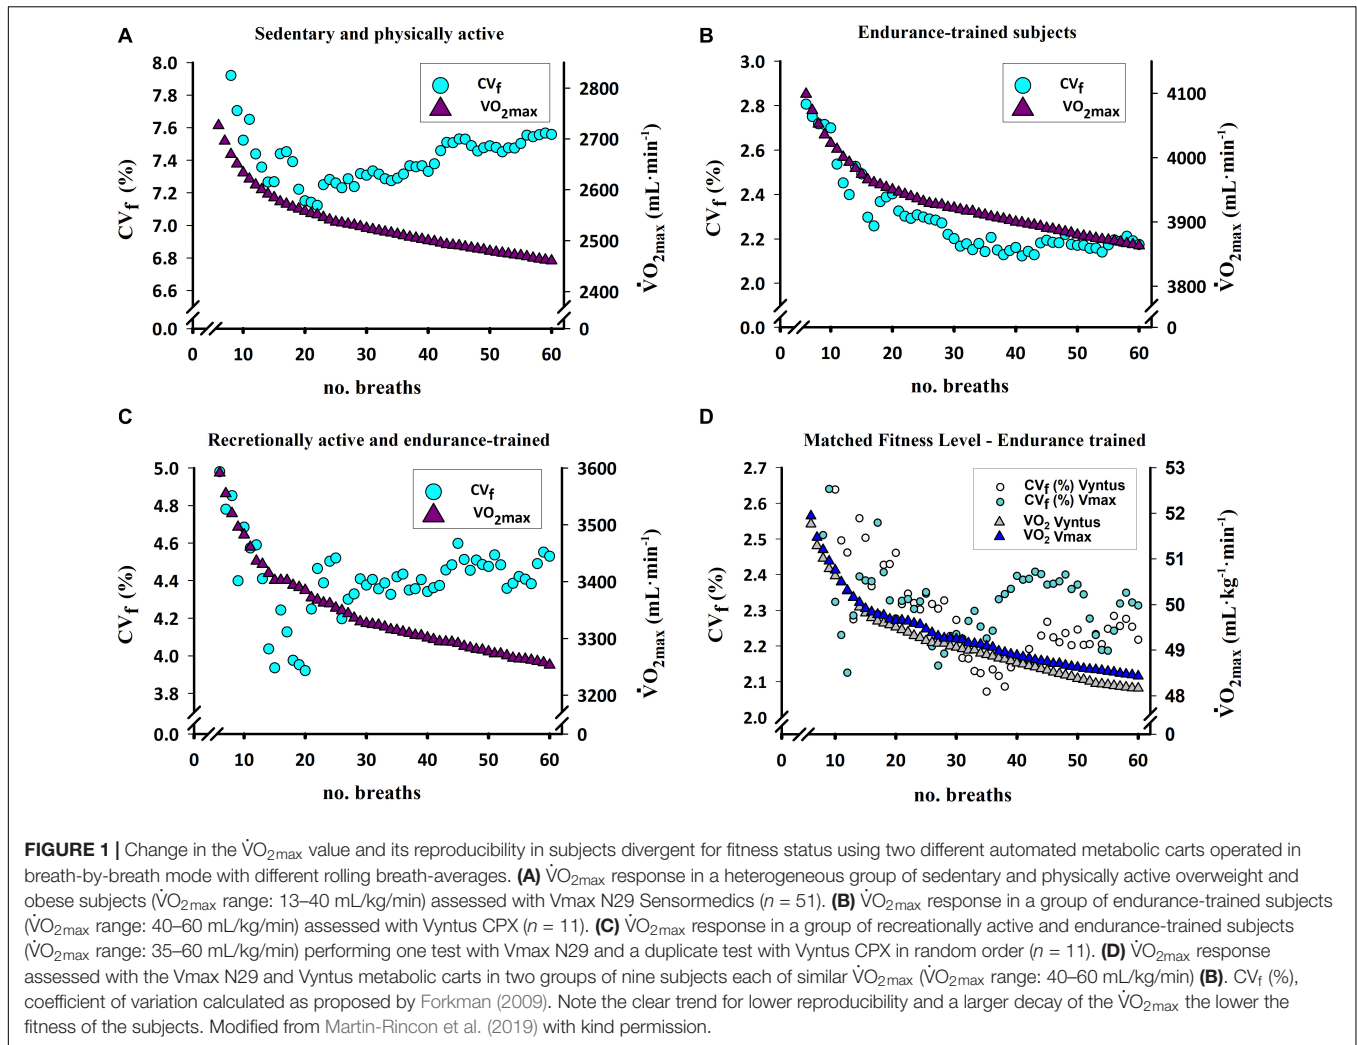 A
Sedentary and physically active
CVf
VO2max
8.0
7.8
7.6
7.4
7.2
7.0
6.8
6.6
0.0
CVf (%)
2800
2700
2600
2500
2400
0
V̇O2max (mL·min-1)
0 10 20 30 40 50 60
no. breaths
B
Endurance-trained subjects
CVf
VO2max
3.0
2.8
2.6
2.4
2.2
2.0
0.0
CVf (%)
4100
4000
3900
3800
0
V̇O2max (mL·min-1)
0 10 20 30 40 50 60
no. breaths
C
Recretionally active and endurance-trained
CVf
VO2max
5.0
4.8
4.6
4.4
4.2
4.0
3.8
0.0
CVf (%)
3600
3500
3400
3300
3200
0
V̇O2max (mL·min-1)
0 10 20 30 40 50 60
no. breaths
D
Matched Fitness Level - Endurance trained
CVf (%) Vyntus
CVf (%) Vmax
VO2 Vyntus
VO2 Vmax
2.7
2.6
2.5
2.4
2.3
2.2
2.1
2.0
CVf (%)
53
52
51
50
49
48
0
V̇O2max (mL·kg-1·min-1)
0 10 20 30 40 50 60
no. breaths
FIGURE 1 | Change in the V̇O2max value and its reproducibility in subjects divergent for fitness status using two different automated metabolic carts operated in
breath-by-breath mode with different rolling breath-averages. (A) V̇O2max response in a heterogeneous group of sedentary and physically active overweight and
obese subjects (V̇O2max range: 13–40 mL/kg/min) assessed with Vmax N29 Sensormedics (n = 51). (B) V̇O2max response in a group of endurance-trained subjects
(V̇O2max range: 40–60 mL/kg/min) assessed with Vyntus CPX (n = 11). (C) V̇O2max response in a group of recreationally active and endurance-trained subjects
(V̇O2max range: 35–60 mL/kg/min) performing one test with Vmax N29 and a duplicate test with Vyntus CPX in random order (n = 11). (D) V̇O2max response
assessed with the Vmax N29 and Vyntus metabolic carts in two groups of nine subjects each of similar V̇O2max (V̇O2max range: 40–60 mL/kg/min) (B). CVf (%),
coefficient of variation calculated as proposed by Forkman (2009). Note the clear trend for lower reproducibility and a larger decay of the V̇O2max the lower the
fitness of the subjects. Modified from Martin-Rincon et al. (2019) with kind permission.